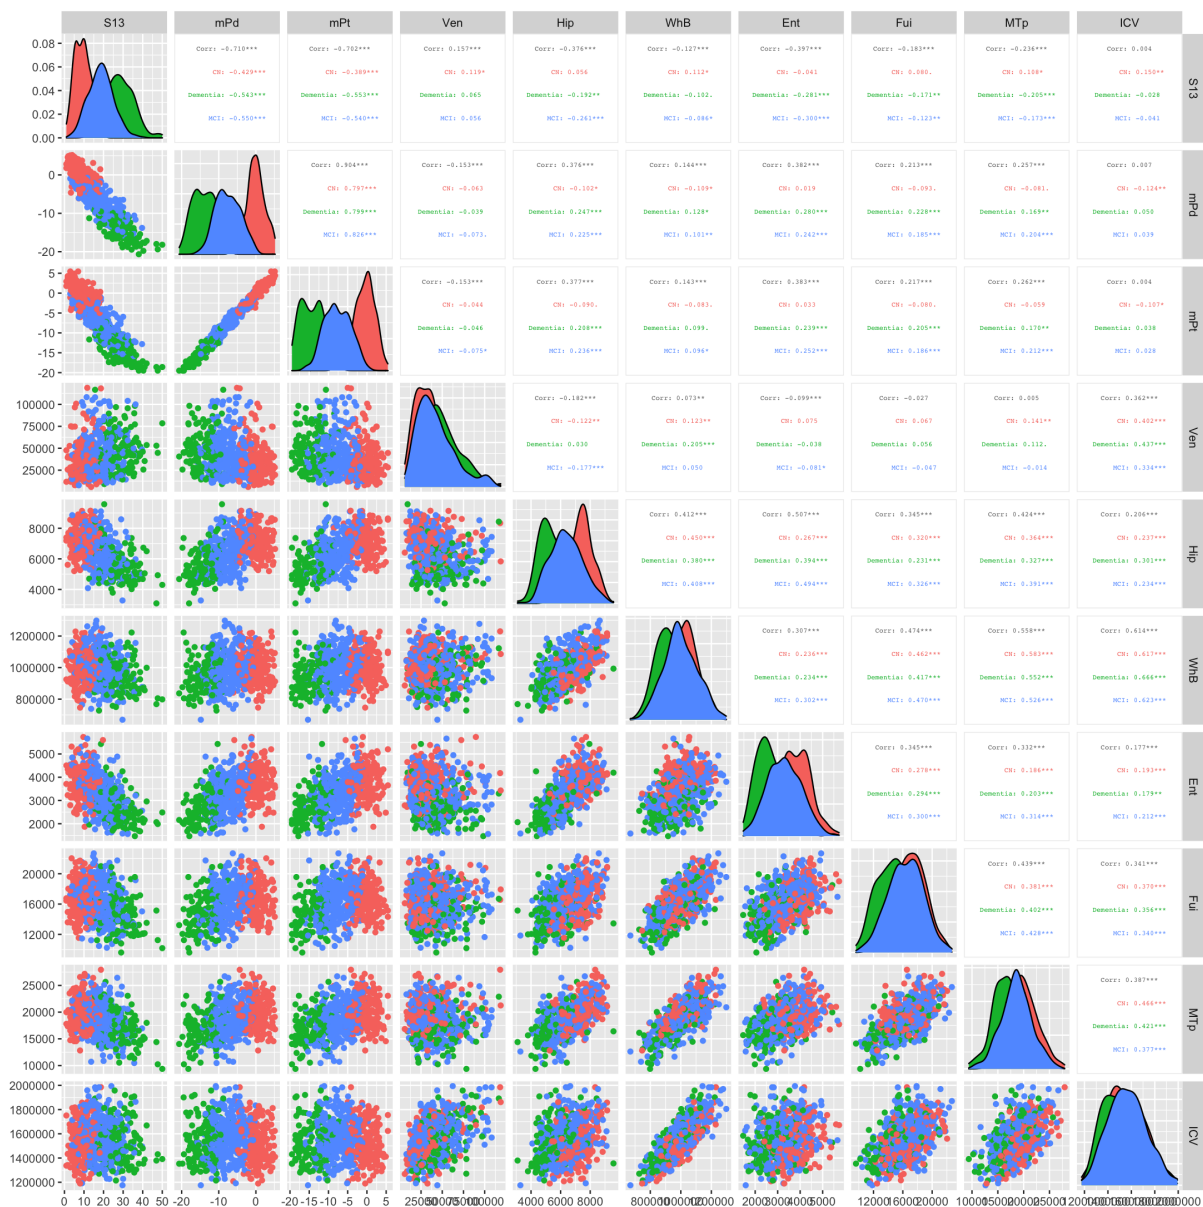 S13 mPd mPt Ven Hip WhB Ent Fui MTp ICV
0.08
0.06
0.04
0.02
0.00
Corr: -0.710***
CN: -0.429***
Dementia: -0.543***
MCI: -0.550***
Corr: -0.702***
CN: -0.389***
Dementia: -0.553***
MCI: -0.540***
Corr: 0.157***
CN: 0.119*
Dementia: 0.065
MCI: 0.056
Corr: -0.376***
CN: 0.056
Dementia: -0.192**
MCI: -0.261***
Corr: -0.127***
CN: 0.112*
Dementia: -0.102.
MCI: -0.086*
Corr: -0.397***
CN: -0.041
Dementia: -0.281***
MCI: -0.300***
Corr: -0.183***
CN: 0.080.
Dementia: -0.171**
MCI: -0.123**
Corr: -0.236***
CN: 0.108*
Dementia: -0.205***
MCI: -0.173***
Corr: 0.004
CN: 0.150**
Dementia: -0.028
MCI: -0.041
S13
0
-10
-20
Corr: 0.904***
CN: 0.797***
Dementia: 0.799***
MCI: 0.826***
Corr: -0.153***
CN: -0.063
Dementia: -0.039
MCI: -0.073.
Corr: 0.376***
CN: -0.102*
Dementia: 0.247***
MCI: 0.225***
Corr: 0.144***
CN: -0.109*
Dementia: 0.128*
MCI: 0.101**
Corr: 0.382***
CN: 0.019
Dementia: 0.280***
MCI: 0.242***
Corr: 0.213***
CN: -0.093.
Dementia: 0.228***
MCI: 0.185***
Corr: 0.257***
CN: -0.081.
Dementia: 0.169**
MCI: 0.204***
Corr: 0.007
CN: -0.124**
Dementia: 0.050
MCI: 0.039
mPd
5
0
-5
-10
-15
-20
Corr: -0.153***
CN: -0.044
Dementia: -0.046
MCI: -0.075*
Corr: 0.377***
CN: -0.090.
Dementia: 0.208***
MCI: 0.236***
Corr: 0.143***
CN: -0.083.
Dementia: 0.099.
MCI: 0.096*
Corr: 0.383***
CN: 0.033
Dementia: 0.239***
MCI: 0.252***
Corr: 0.217***
CN: -0.080.
Dementia: 0.205***
MCI: 0.186***
Corr: 0.262***
CN: -0.059
Dementia: 0.170**
MCI: 0.212***
Corr: 0.004
CN: -0.107*
Dementia: 0.038
MCI: 0.028
mPt
100000
75000
50000
25000
Corr: -0.182***
CN: -0.122**
Dementia: 0.030
MCI: -0.177***
Corr: 0.073**
CN: 0.123**
Dementia: 0.205***
MCI: 0.050
Corr: -0.099***
CN: 0.075
Dementia: -0.038
MCI: -0.081*
Corr: -0.027
CN: 0.067
Dementia: 0.056
MCI: -0.067
Corr: 0.005
CN: 0.141**
Dementia: 0.112.
MCI: -0.014
Corr: 0.362***
CN: 0.402***
Dementia: 0.437***
MCI: 0.334***
Ven
8000
6000
4000
Corr: 0.412***
CN: 0.450***
Dementia: 0.380***
MCI: 0.408***
Corr: 0.507***
CN: 0.267***
Dementia: 0.394***
MCI: 0.494***
Corr: 0.345***
CN: 0.320***
Dementia: 0.231***
MCI: 0.326***
Corr: 0.424***
CN: 0.364***
Dementia: 0.327***
MCI: 0.391***
Corr: 0.206***
CN: 0.237***
Dementia: 0.301***
MCI: 0.234***
Hip
1200000
1000000
800000
Corr: 0.307***
CN: 0.236***
Dementia: 0.234***
MCI: 0.302***
Corr: 0.474***
CN: 0.462***
Dementia: 0.417***
MCI: 0.470***
Corr: 0.558***
CN: 0.583***
Dementia: 0.552***
MCI: 0.526***
Corr: 0.614***
CN: 0.617***
Dementia: 0.666***
MCI: 0.623***
WhB
5000
4000
3000
2000
Corr: 0.345***
CN: 0.278***
Dementia: 0.294***
MCI: 0.300***
Corr: 0.332***
CN: 0.186***
Dementia: 0.203***
MCI: 0.314***
Corr: 0.177***
CN: 0.193***
Dementia: 0.179**
MCI: 0.212***
Ent
20000
16000
12000
Corr: 0.439***
CN: 0.381***
Dementia: 0.402***
MCI: 0.428***
Corr: 0.341***
CN: 0.370***
Dementia: 0.356***
MCI: 0.340***
Fui
25000
20000
15000
10000
Corr: 0.387***
CN: 0.466***
Dementia: 0.421***
MCI: 0.377***
MTp
2000000
1800000
1600000
1400000
1200000
ICV
0 10 20 30 40 50
-20 -10 0
-20 -15 -10 -5 0 5
25000 50000 75000 100000
4000 6000 8000
800000 1000000 1200000
2000 3000 4000 5000
12000 16000 20000
10000 15000 20000 25000
1200000 1400000 1600000 1800000 2000000